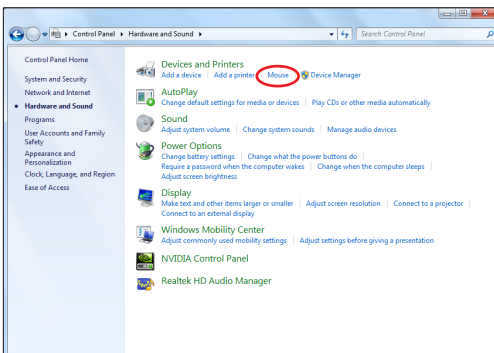 Control Panel ▸ Hardware and Sound ▸
Search Control Panel
Control Panel Home
System and Security
Network and Internet
Hardware and Sound
Programs
User Accounts and Family
Safety
Appearance and
Personalization
Clock, Language, and Region
Ease of Access
Devices and Printers
Add a device | Add a printer | Mouse | Device Manager
AutoPlay
Change default settings for media or devices | Play CDs or other media automatically
Sound
Adjust system volume | Change system sounds | Manage audio devices
Power Options
Change battery settings | Change what the power buttons do |
Require a password when the computer wakes | Change when the computer sleeps |
Adjust screen brightness
Display
Make text and other items larger or smaller | Adjust screen resolution | Connect to a projector |
Connect to an external display
Windows Mobility Center
Adjust commonly used mobility settings | Adjust settings before giving a presentation
NVIDIA Control Panel
Realtek HD Audio Manager